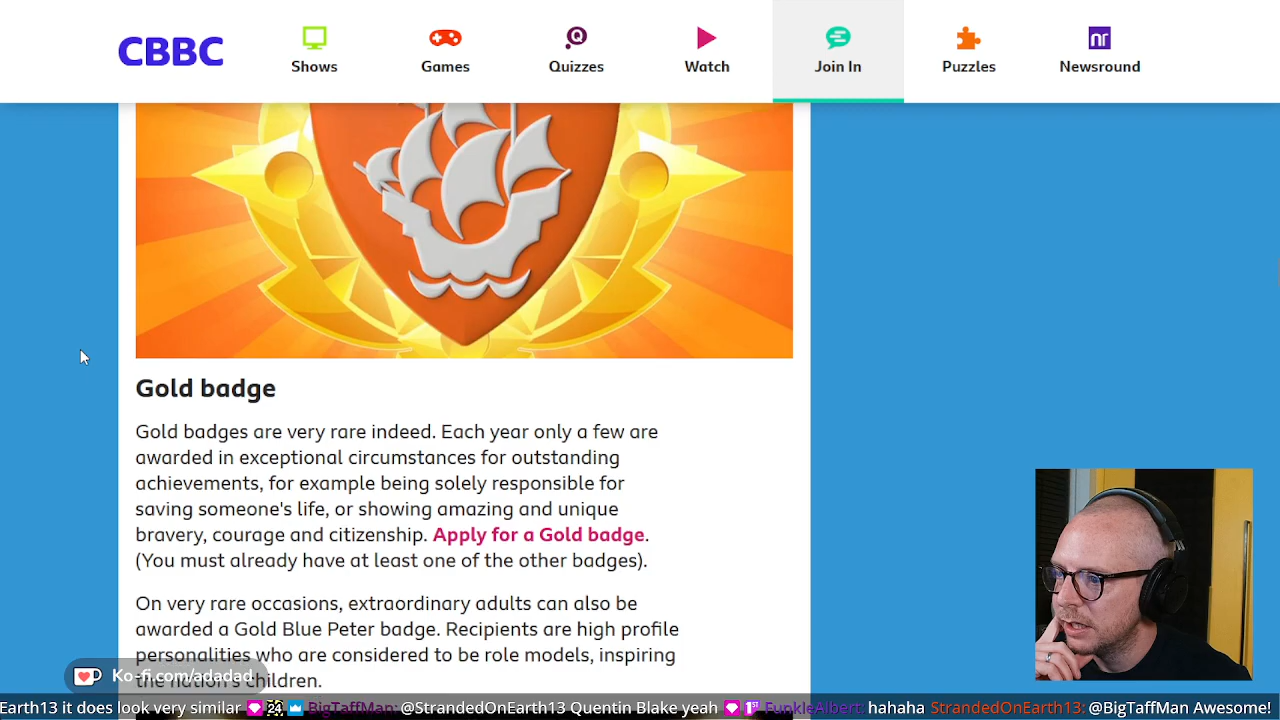 CBBC
Shows
Games
Quizzes
Watch
Join In
Puzzles
nr
Newsround
Gold badge
Gold badges are very rare indeed. Each year only a few are
awarded in exceptional circumstances for outstanding
achievements, for example being solely responsible for
saving someone's life, or showing amazing and unique
bravery, courage and citizenship. Apply for a Gold badge.
(You must already have at least one of the other badges).
On very rare occasions, extraordinary adults can also be
awarded a Gold Blue Peter badge. Recipients are high profile
personalities who are considered to be role models, inspiring
the nation's children.
Ko-fi.com/adadad
Earth13 it does look very similar BigTaffMan: @StrandedOnEarth13 Quentin Blake yeah FunkleAlbert: hahaha StrandedOnEarth13: @BigTaffMan Awesome!